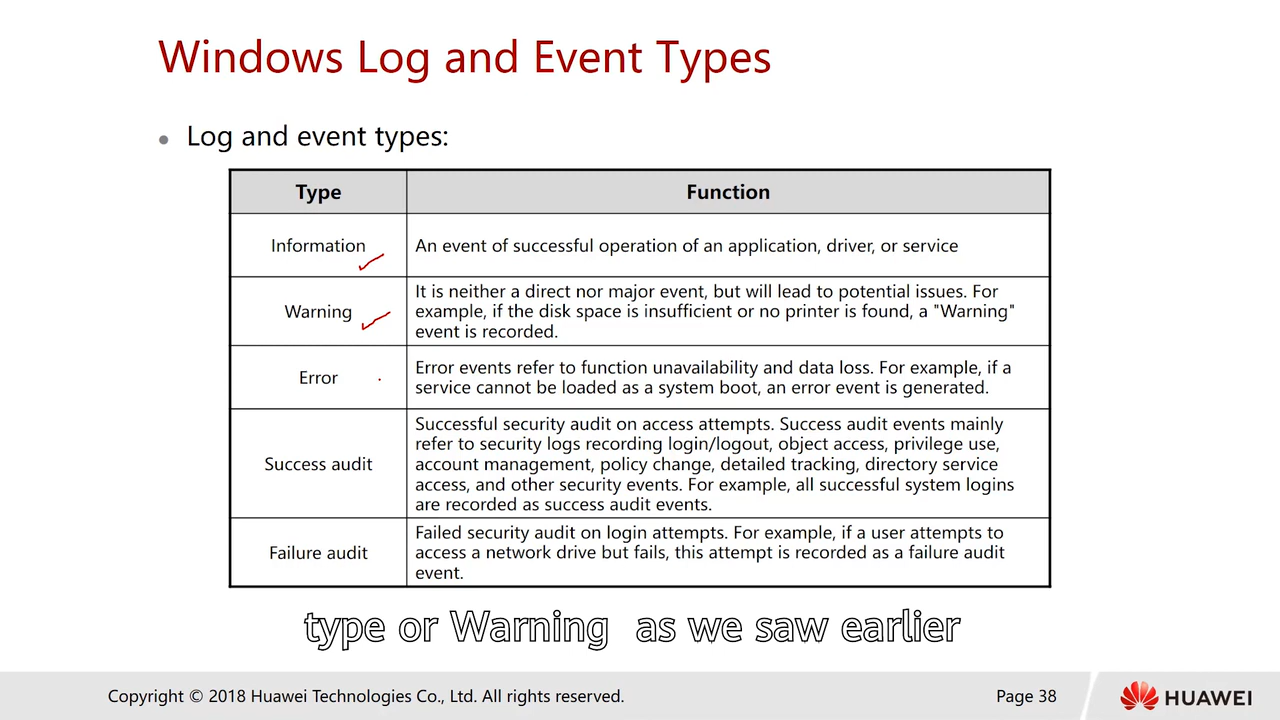 Windows Log and Event Types
• Log and event types:
Type
Function
Information
An event of successful operation of an application, driver, or service
Warning
It is neither a direct nor major event, but will lead to potential issues. For
example, if the disk space is insufficient or no printer is found, a "Warning"
event is recorded.
Error
Error events refer to function unavailability and data loss. For example, if a
service cannot be loaded as a system boot, an error event is generated.
Success audit
Successful security audit on access attempts. Success audit events mainly
refer to security logs recording login/logout, object access, privilege use,
account management, policy change, detailed tracking, directory service
access, and other security events. For example, all successful system logins
are recorded as success audit events.
Failure audit
Failed security audit on login attempts. For example, if a user attempts to
access a network drive but fails, this attempt is recorded as a failure audit
event.
type or Warning as we saw earlier
Copyright © 2018 Huawei Technologies Co., Ltd. All rights reserved.
Page 38
HUAWEI